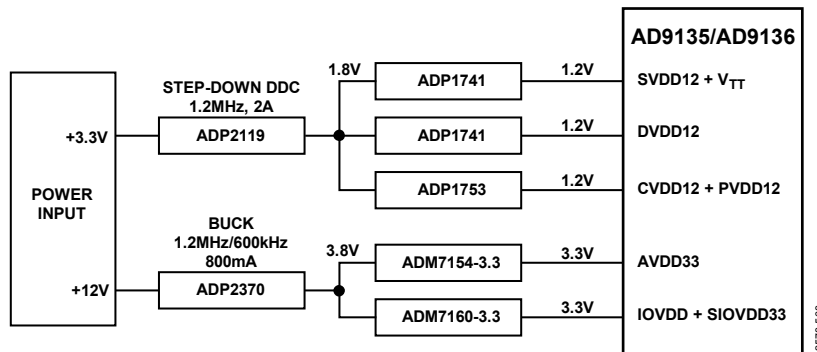 AD9135/AD9136
STEP-DOWN DDC
1.2MHz, 2A
1.8V
ADP1741
1.2V
SVDD12 + VTT
+3.3V
ADP2119
ADP1741
1.2V
DVDD12
ADP1753
1.2V
CVDD12 + PVDD12
POWER
INPUT
BUCK
1.2MHz/600kHz
800mA
3.8V
ADM7154-3.3
3.3V
AVDD33
+12V
ADP2370
ADM7160-3.3
3.3V
IOVDD + SIOVDD33